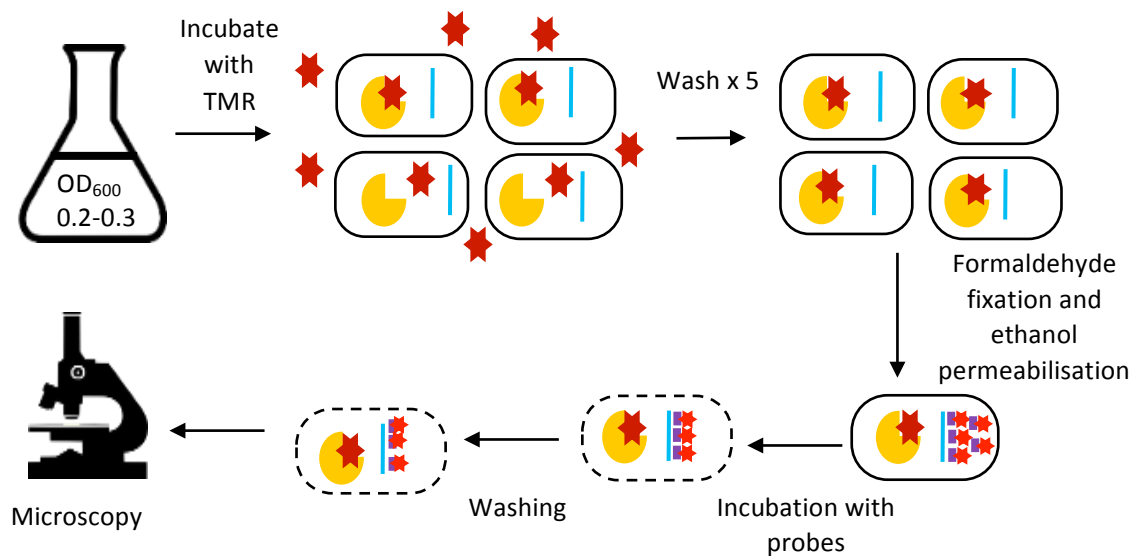 Incubate
with
TMR
OD₆₀₀
0.2-0.3
Wash x 5
Formaldehyde
fixation and
ethanol
permeabilisation
Incubation with
probes
Washing
Microscopy